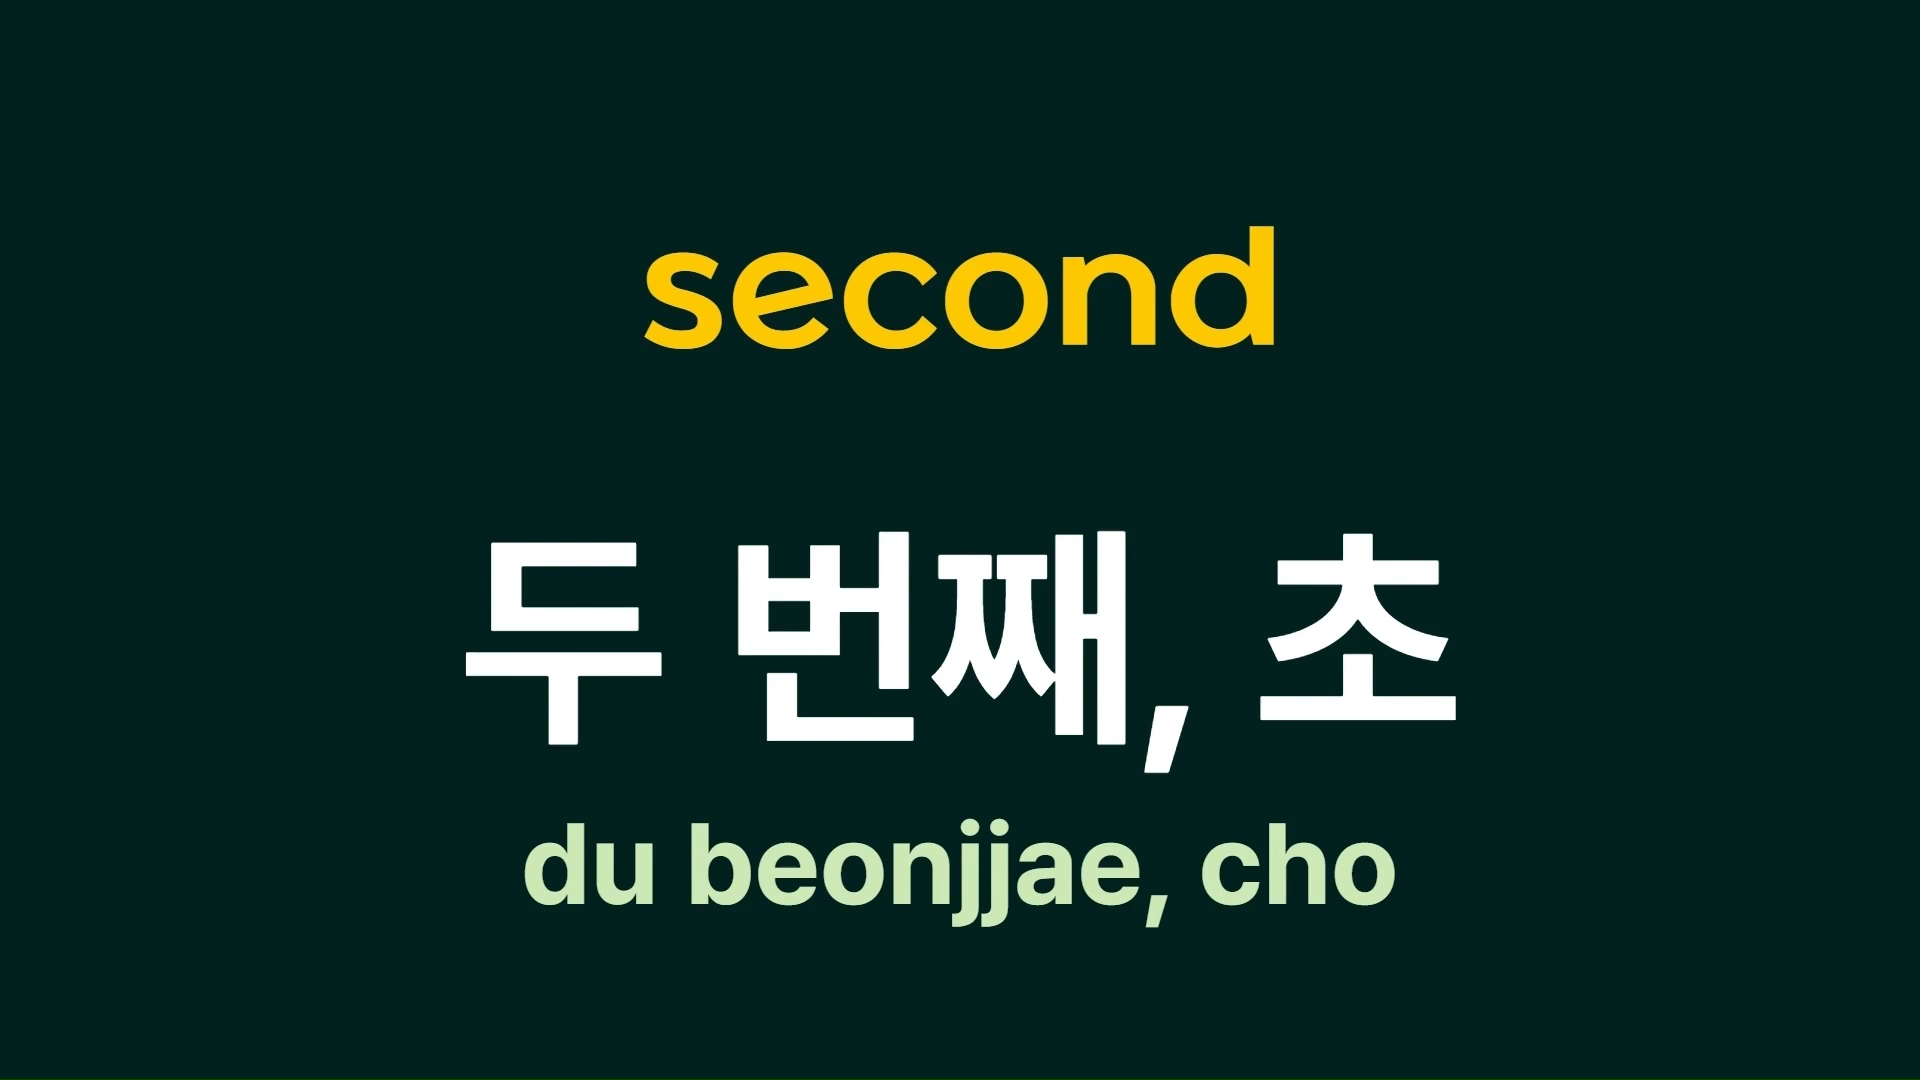 second
두 번째, 초
du beonjjae, cho